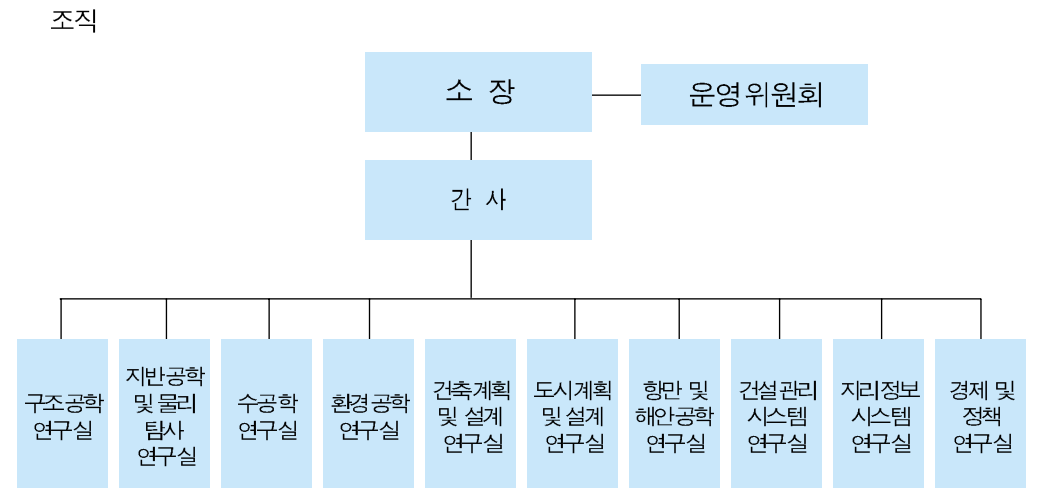 조직
소 장
운영위원회
간 사
구조공학
연구실
지반공학
및 물리
탐사
연구실
수공학
연구실
환경공학
연구실
건축계획
및 설계
연구실
도시계획
및 설계
연구실
항만 및
해안공학
연구실
건설관리
시스템
연구실
지리정보
시스템
연구실
경제 및
정책
연구실